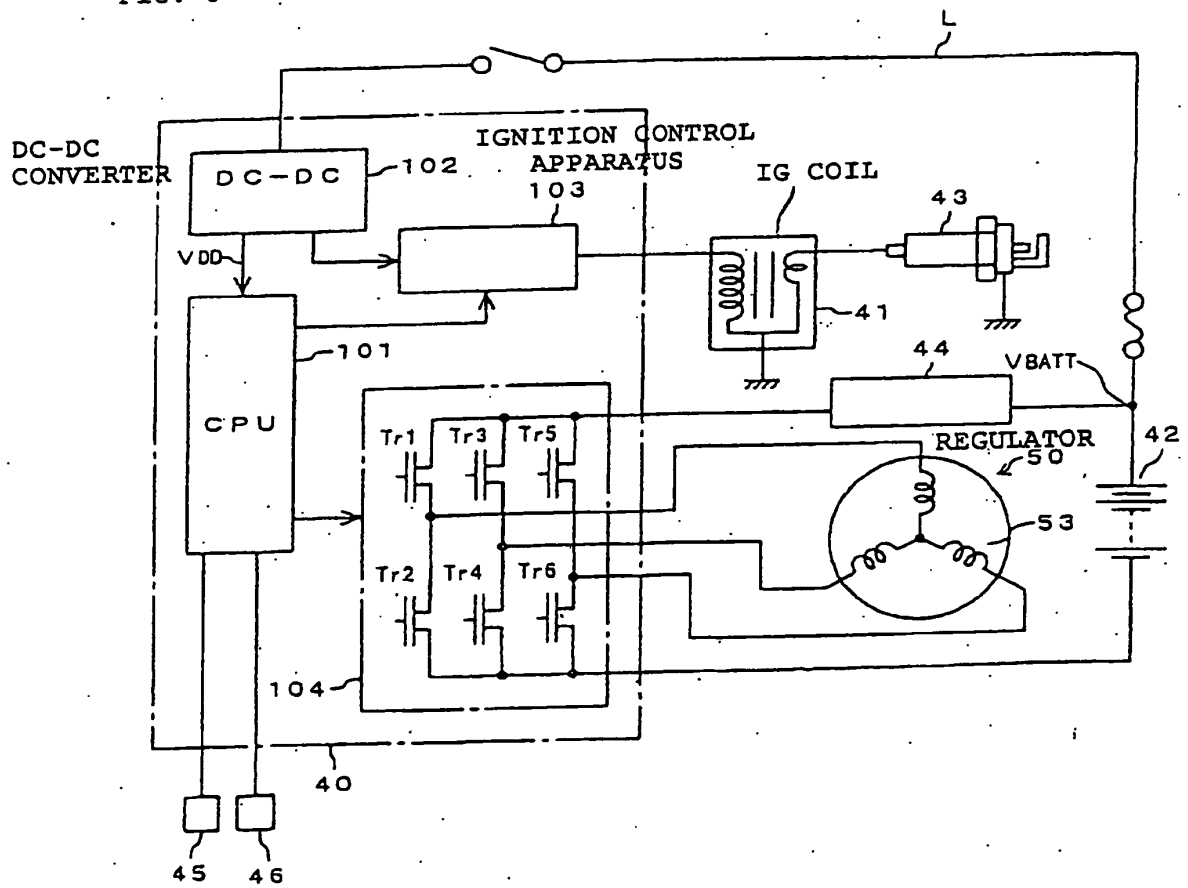 L
DC-DC
CONVERTER
DC-DC
102
IGNITION CONTROL
APPARATUS
103
IG COIL
43
VDD
41
101
44
VBATT
CPU
Tr1
Tr3
Tr5
REGULATOR
50
42
53
Tr2
Tr4
Tr6
104
40
45
46